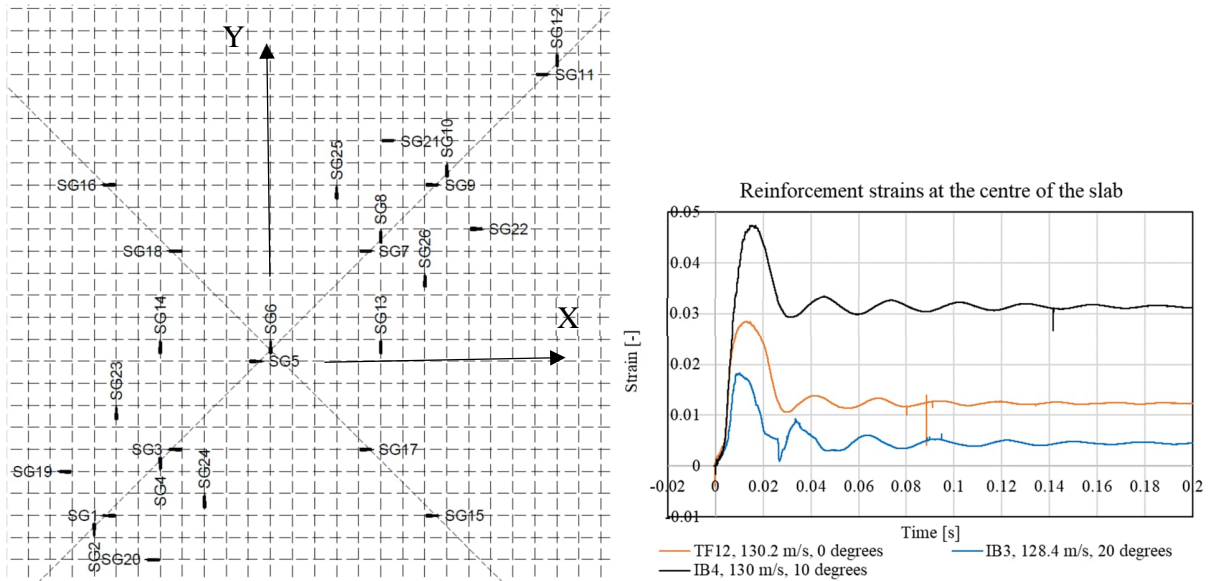 Y
X
SG12
SG11
SG10
SG21
SG25
SG16
SG9
SG8
SG22
SG18
SG7
SG26
SG14
SG6
SG13
SG5
SG23
SG3
SG17
SG24
SG19
SG4
SG1
SG15
SG2
SG20
Reinforcement strains at the centre of the slab
0.05
0.04
0.03
0.02
0.01
0
-0.01
Strain [-]
-0.02 0 0.02 0.04 0.06 0.08 0.1 0.12 0.14 0.16 0.18 0.2
Time [s]
TF12, 130.2 m/s, 0 degrees
IB3, 128.4 m/s, 20 degrees
IB4, 130 m/s, 10 degrees